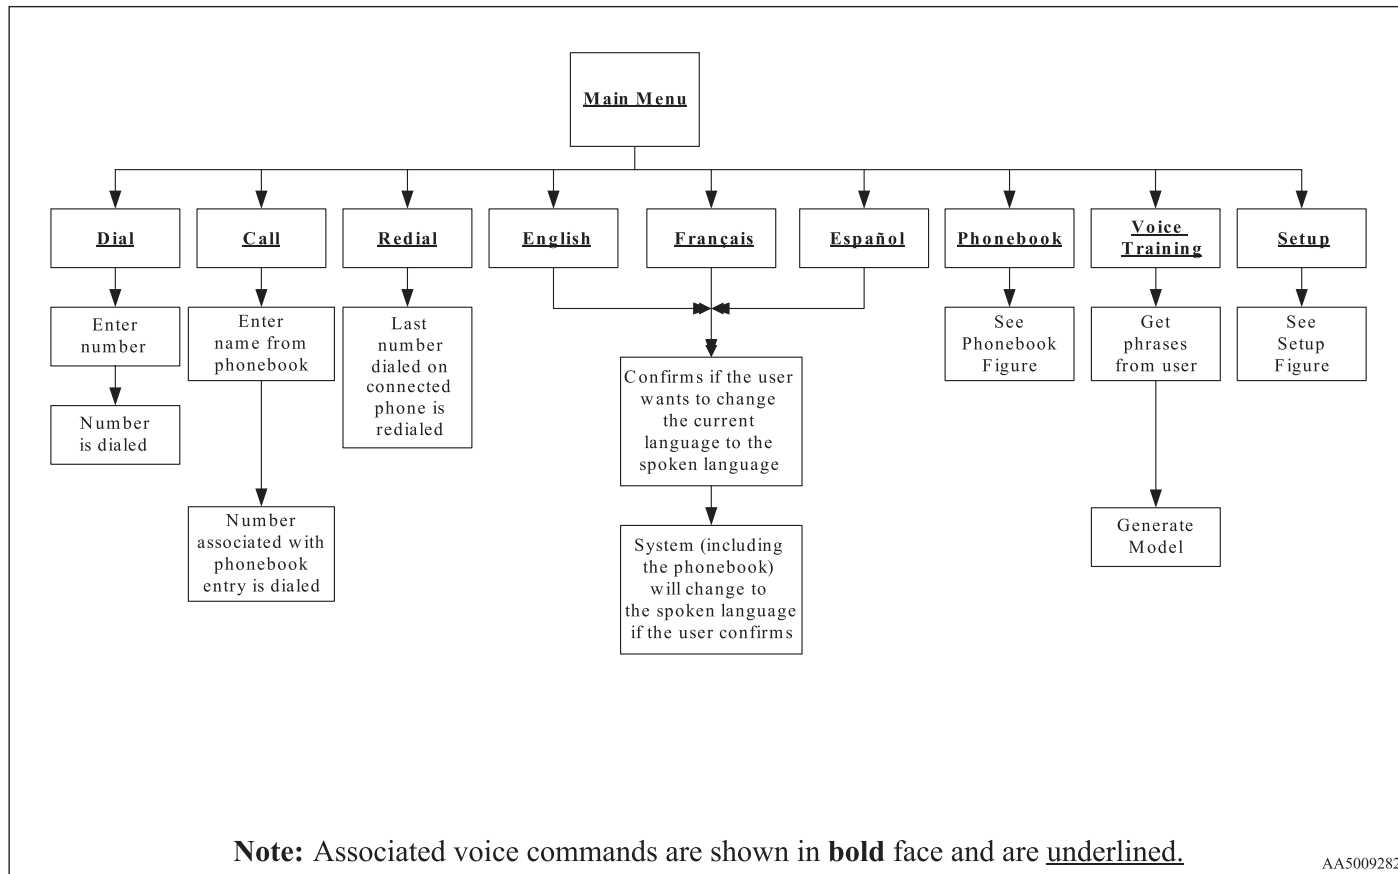 Main Menu
Dial
Call
Redial
English
Français
Español
Phonebook
Voice
Training
Setup
Enter
number
Number
is dialed
Enter
name from
phonebook
Number
associated with
phonebook
entry is dialed
Last
number
dialed on
connected
phone is
redialed
Confirms if the user
wants to change
the current
language to the
spoken language
System (including
the phonebook)
will change to
the spoken language
if the user confirms
See
Phonebook
Figure
Get
phrases
from user
Generate
Model
See
Setup
Figure
Note: Associated voice commands are shown in bold face and are underlined.
AA5009282